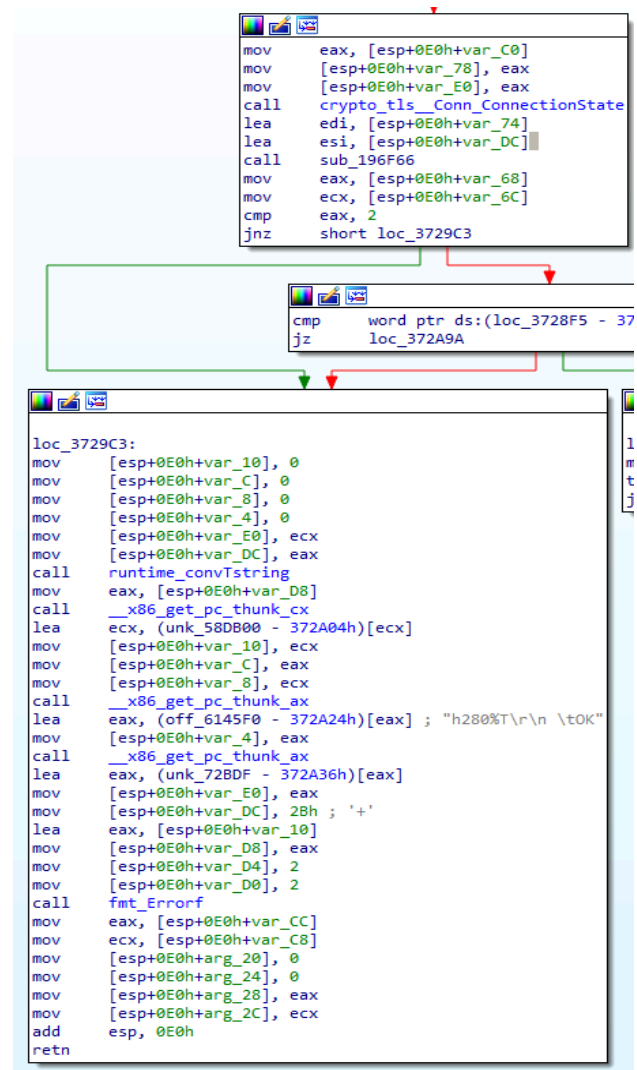 mov eax, [esp+0E0h+var_C0]
mov [esp+0E0h+var_78], eax
mov [esp+0E0h+var_E0], eax
call crypto_tls__Conn_ConnectionState
lea edi, [esp+0E0h+var_74]
lea esi, [esp+0E0h+var_DC]
call sub_196F66
mov eax, [esp+0E0h+var_68]
mov ecx, [esp+0E0h+var_6C]
cmp eax, 2
jnz short loc_3729C3
cmp word ptr ds:(loc_3728F5 - 37
jz loc_372A9A
loc_3729C3:
mov [esp+0E0h+var_10], 0
mov [esp+0E0h+var_C], 0
mov [esp+0E0h+var_8], 0
mov [esp+0E0h+var_4], 0
mov [esp+0E0h+var_E0], ecx
mov [esp+0E0h+var_DC], eax
call runtime_convTstring
mov eax, [esp+0E0h+var_D8]
call __x86_get_pc_thunk_cx
lea ecx, (unk_58DB00 - 372A04h)[ecx]
mov [esp+0E0h+var_10], ecx
mov [esp+0E0h+var_C], eax
mov [esp+0E0h+var_8], ecx
call __x86_get_pc_thunk_ax
lea eax, (off_6145F0 - 372A24h)[eax] ; "h280%T\r\n \tOK"
mov [esp+0E0h+var_4], eax
call __x86_get_pc_thunk_ax
lea eax, (unk_72BDF - 372A36h)[eax]
mov [esp+0E0h+var_E0], eax
mov [esp+0E0h+var_DC], 2Bh ; '+'
lea eax, [esp+0E0h+var_10]
mov [esp+0E0h+var_D8], eax
mov [esp+0E0h+var_D4], 2
mov [esp+0E0h+var_D0], 2
call fmt_Errorf
mov eax, [esp+0E0h+var_CC]
mov ecx, [esp+0E0h+var_C8]
mov [esp+0E0h+arg_20], 0
mov [esp+0E0h+arg_24], 0
mov [esp+0E0h+arg_28], eax
mov [esp+0E0h+arg_2C], ecx
add esp, 0E0h
retn